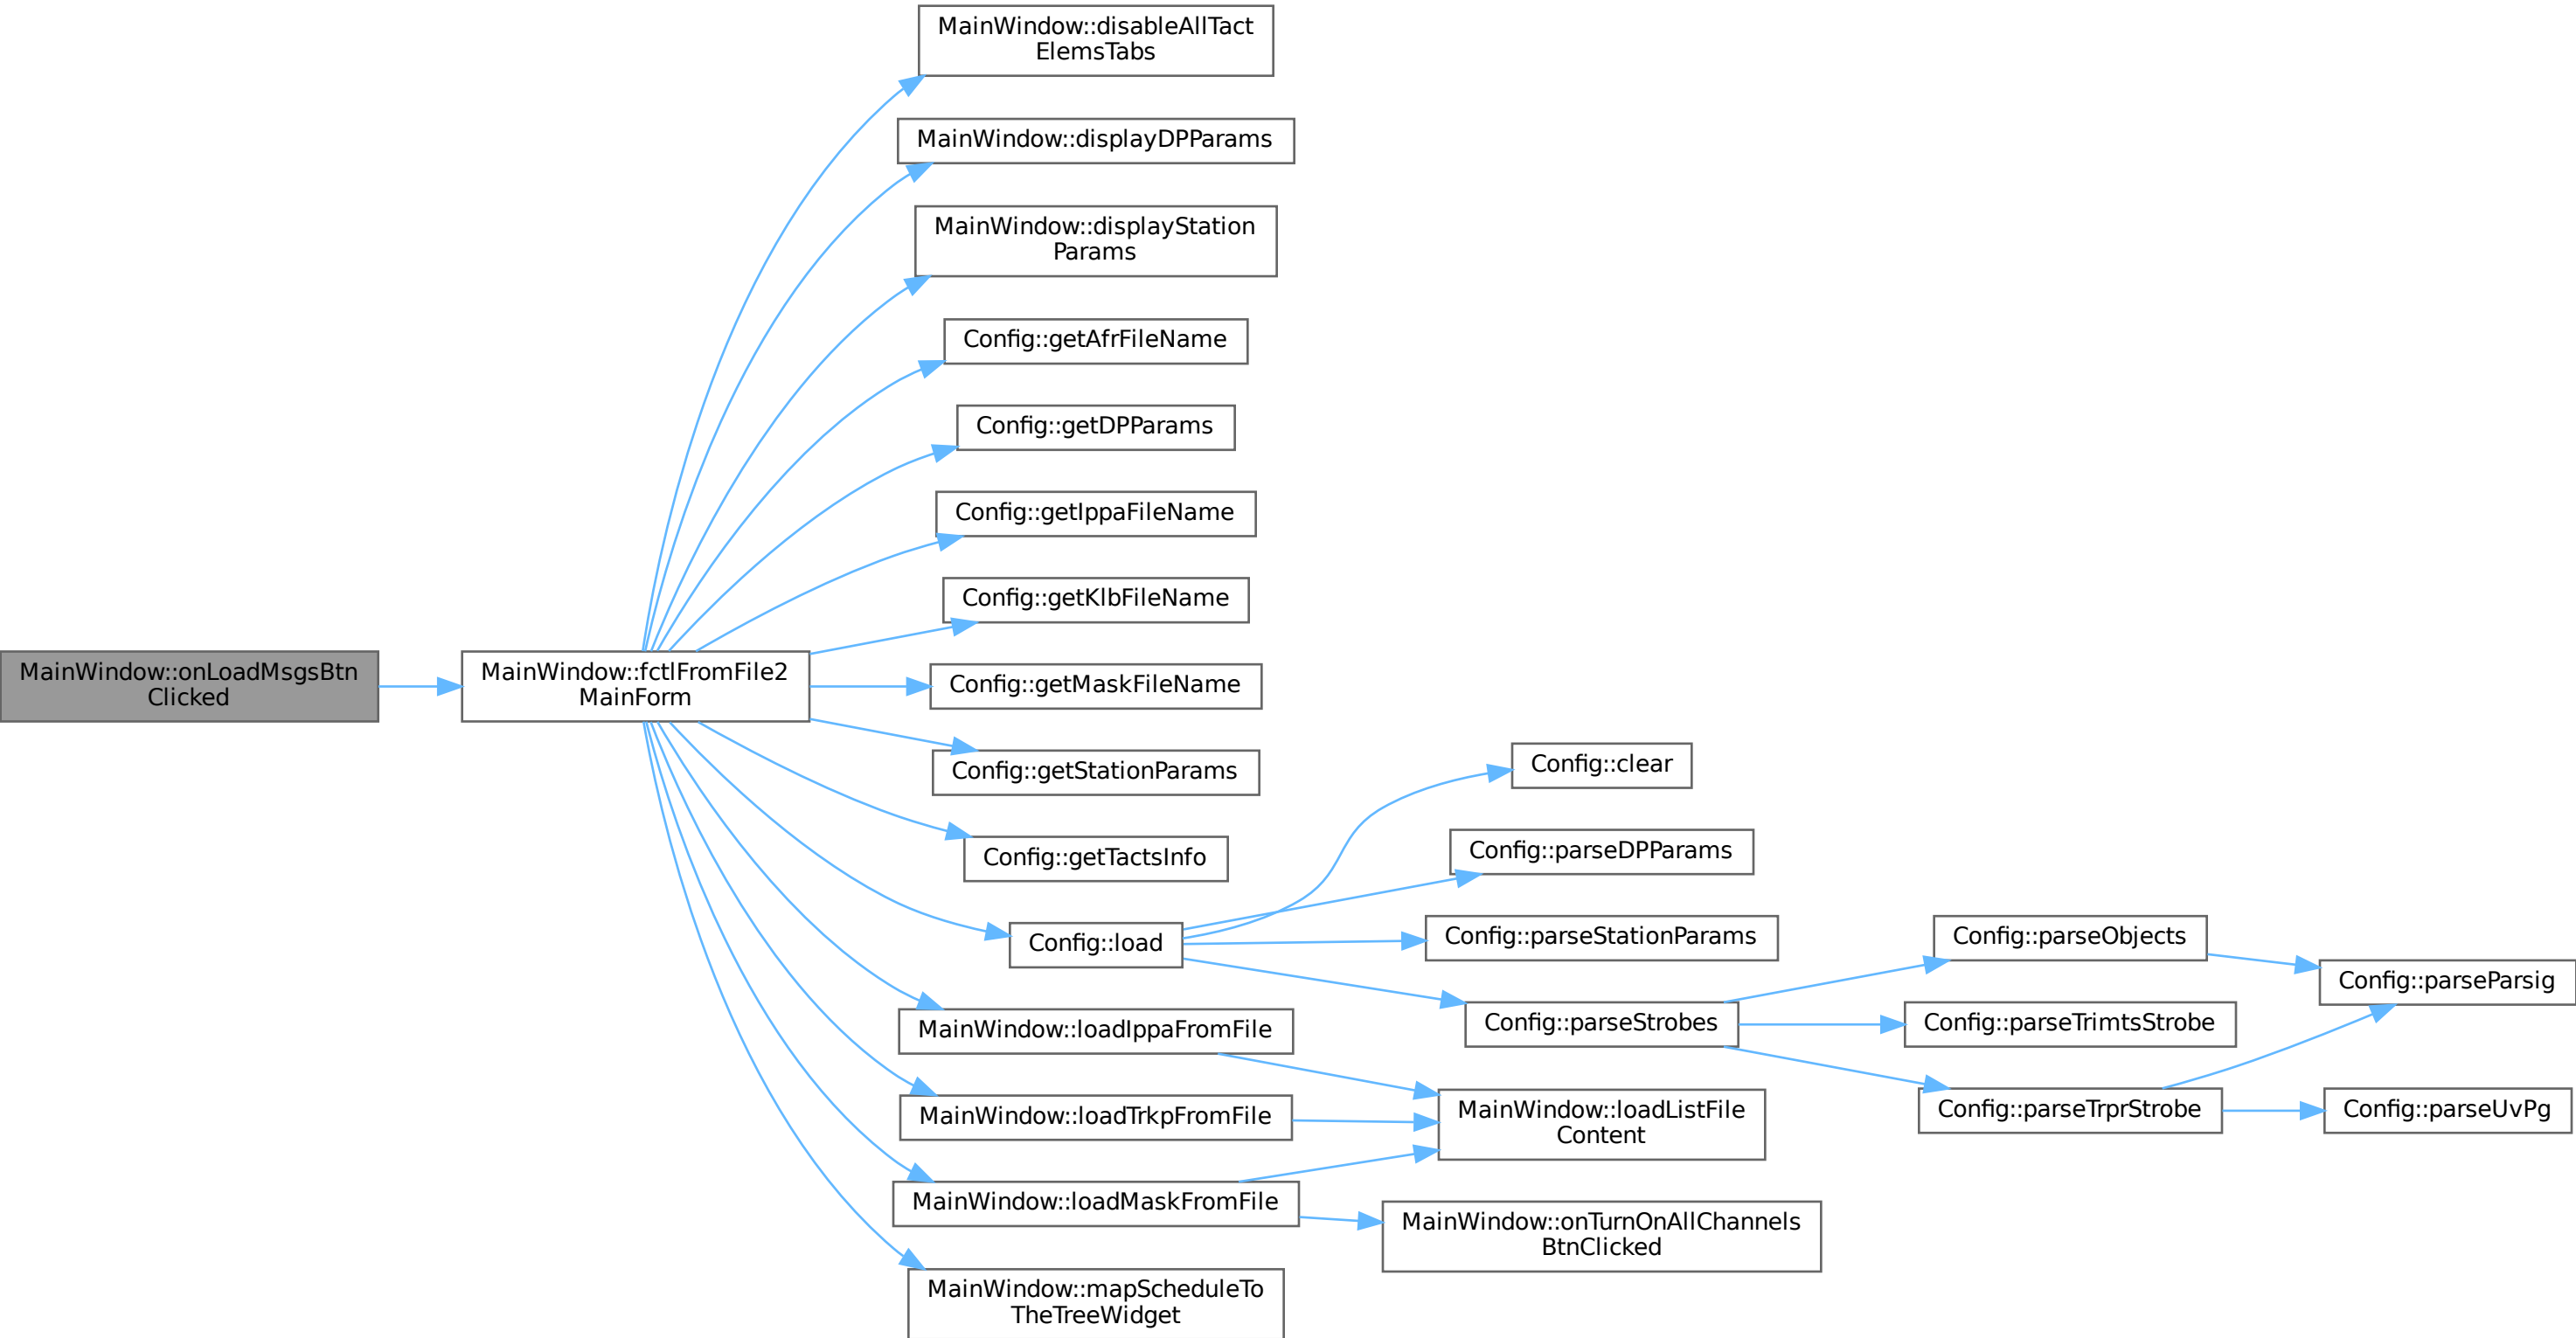 MainWindow::onLoadMsgsBtn
Clicked
MainWindow::fctlFromFile2
MainForm
MainWindow::disableAllTact
ElemsTabs
MainWindow::displayDPParams
MainWindow::displayStation
Params
Config::getAfrFileName
Config::getDPParams
Config::getIppaFileName
Config::getKlbFileName
Config::getMaskFileName
Config::getStationParams
Config::getTactsInfo
Config::load
Config::clear
Config::parseDPParams
Config::parseStationParams
Config::parseStrobes
Config::parseObjects
Config::parseParsig
Config::parseTrimtsStrobe
Config::parseTrprStrobe
Config::parseUvPg
MainWindow::loadIppaFromFile
MainWindow::loadListFile
Content
MainWindow::loadTrkpFromFile
MainWindow::loadMaskFromFile
MainWindow::onTurnOnAllChannels
BtnClicked
MainWindow::mapScheduleTo
TheTreeWidget